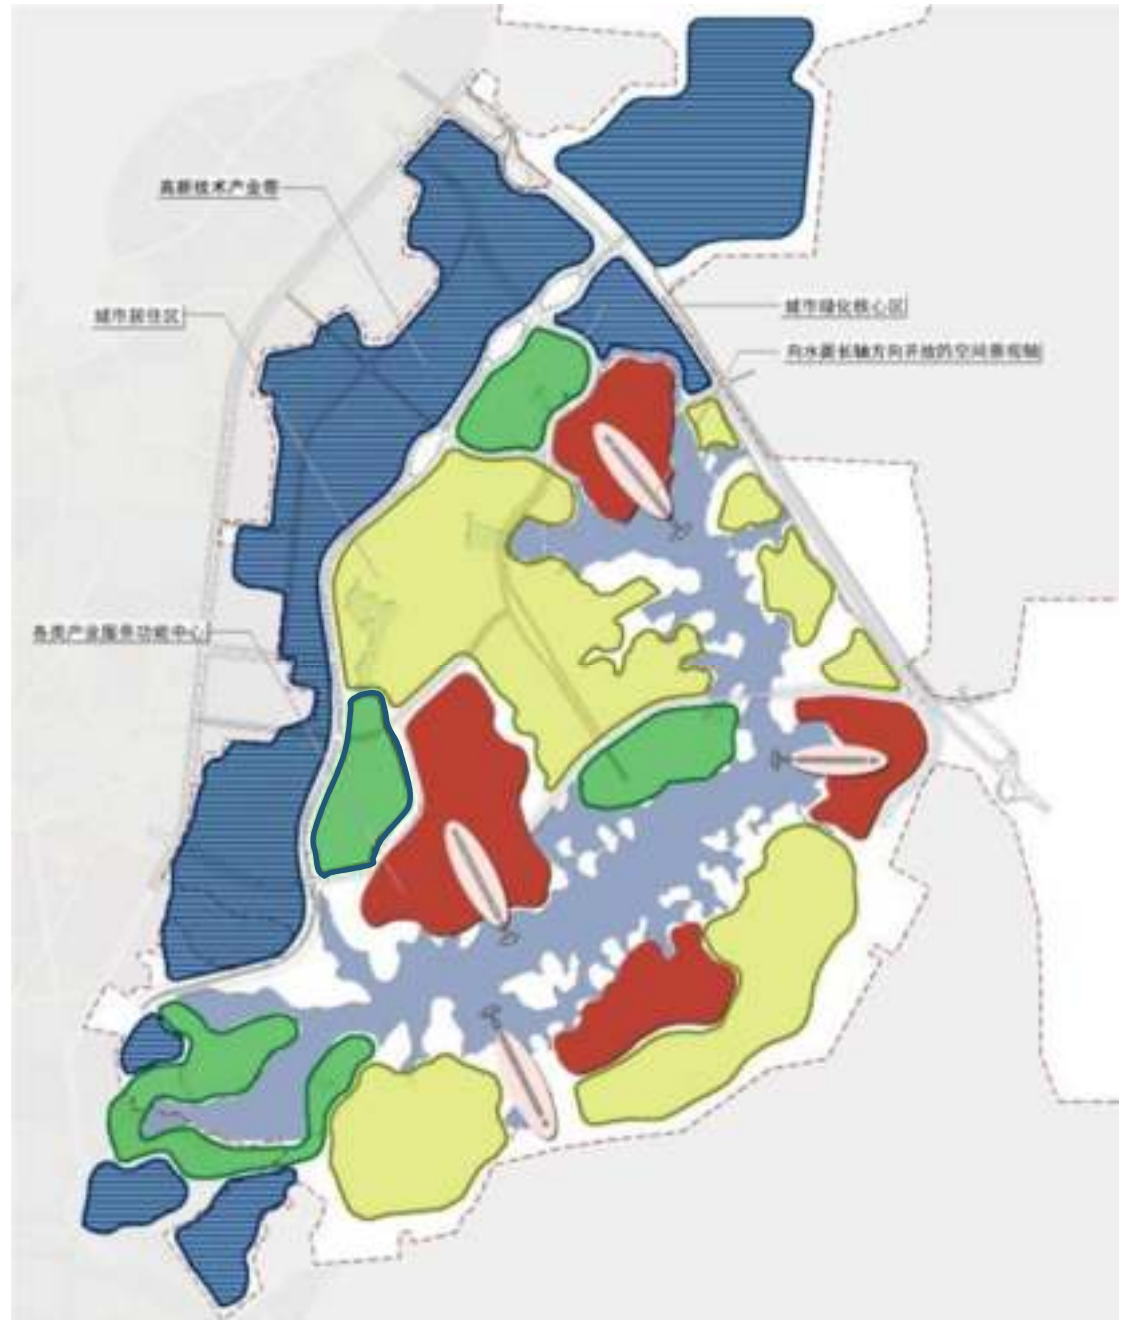 高新技术产业带
城市居住区
城市绿化核心区
向水面长轴方向开放的空间景观轴
各类产业服务功能中心